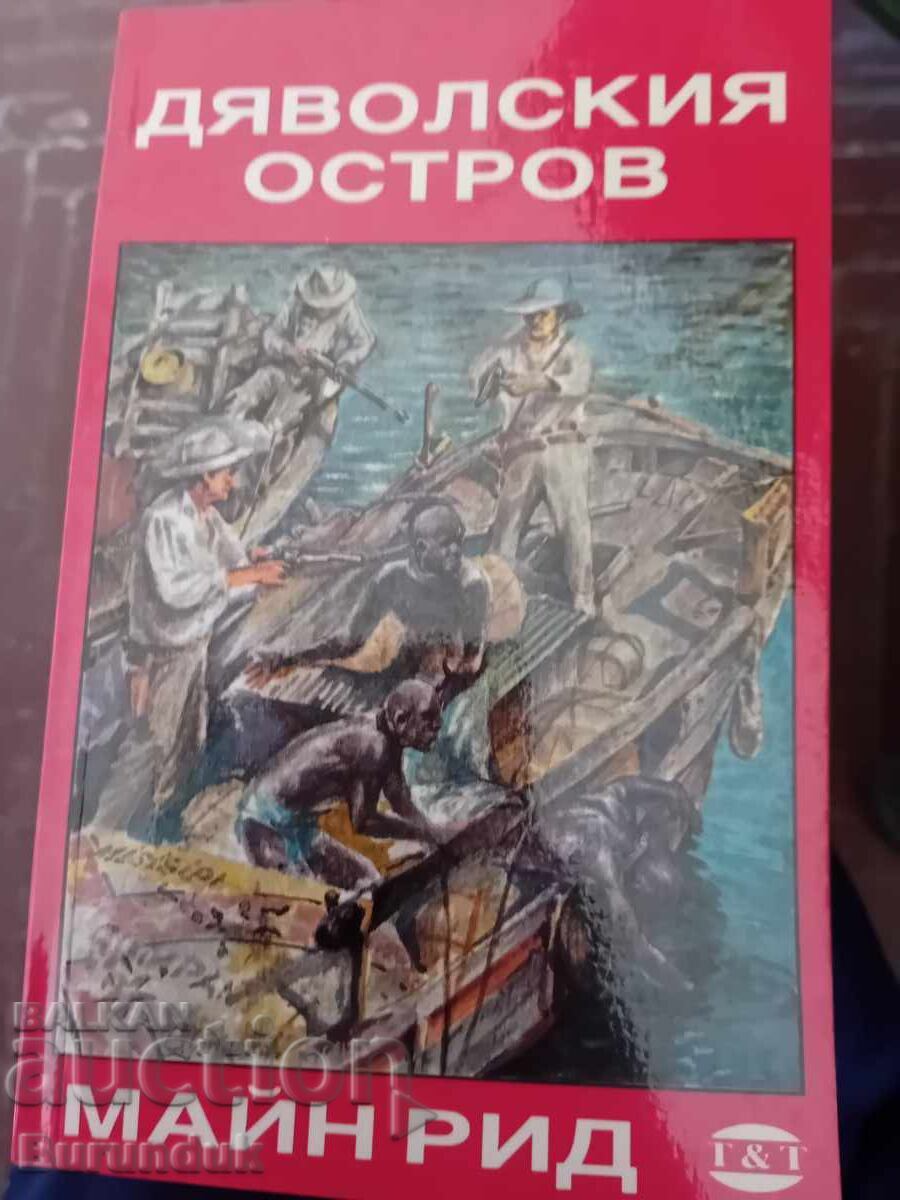 ДЯВОЛСКИЯ
ОСТРОВ
BALKAN
auction
МАЙН РИД
Burunduk
Г & Т